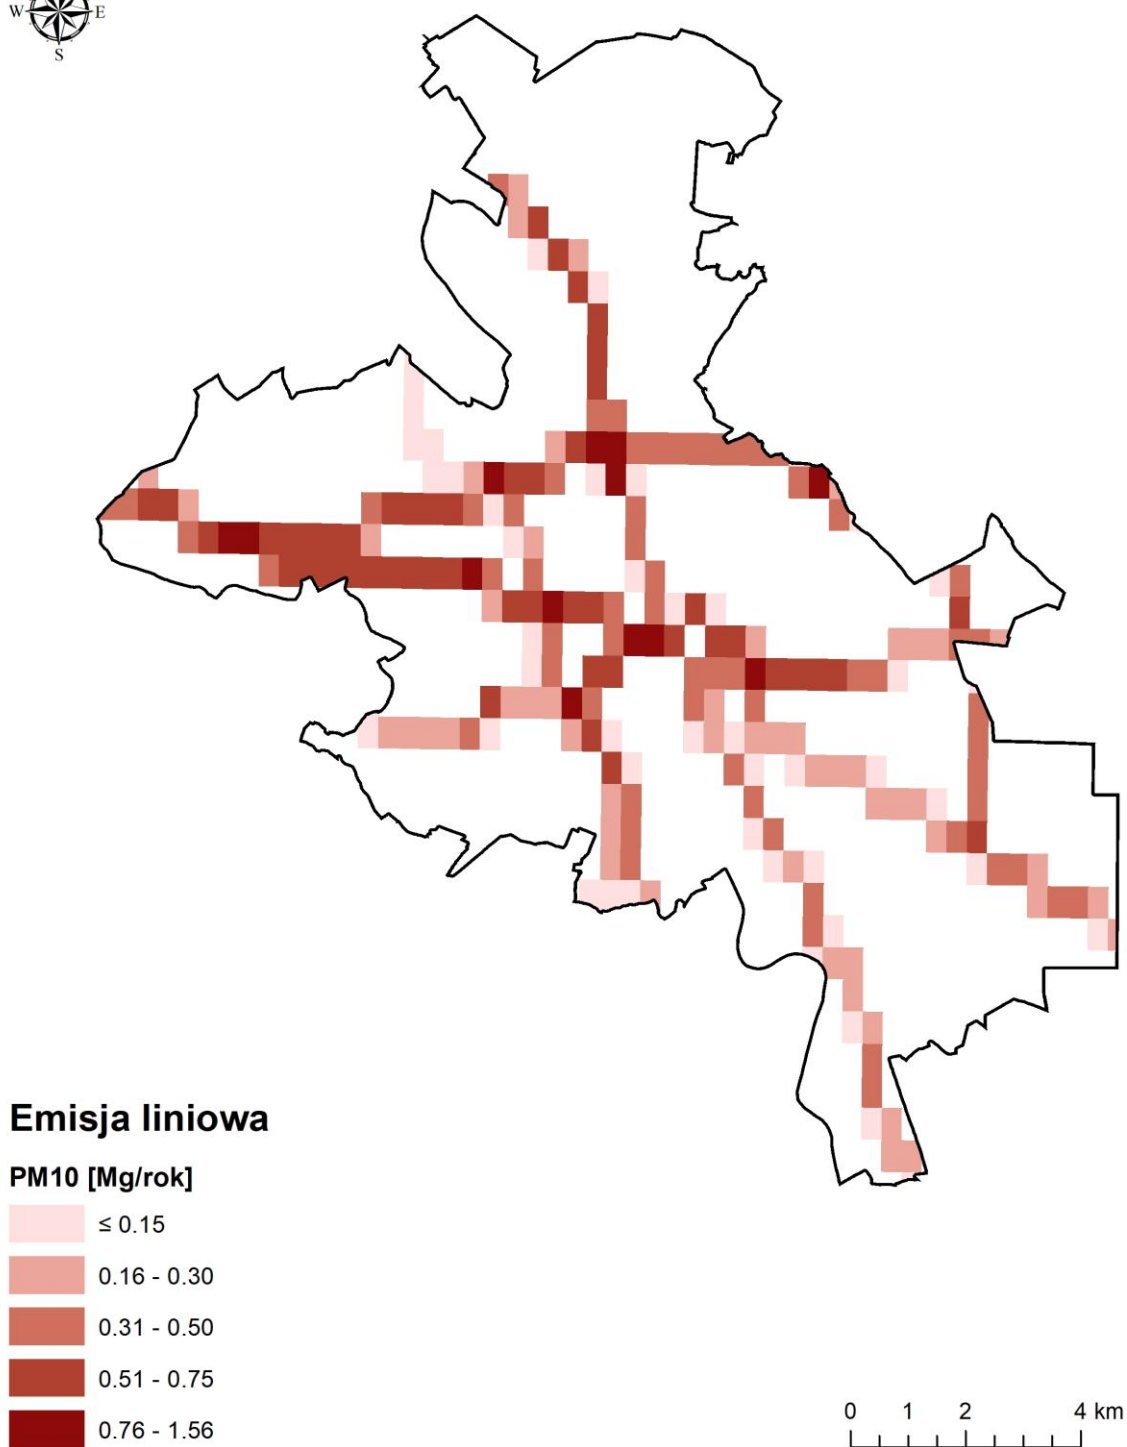 W E
S
Emisja liniowa
PM10 [Mg/rok]
≤ 0.15
0.16 - 0.30
0.31 - 0.50
0.51 - 0.75
0.76 - 1.56
0 1 2 4 km